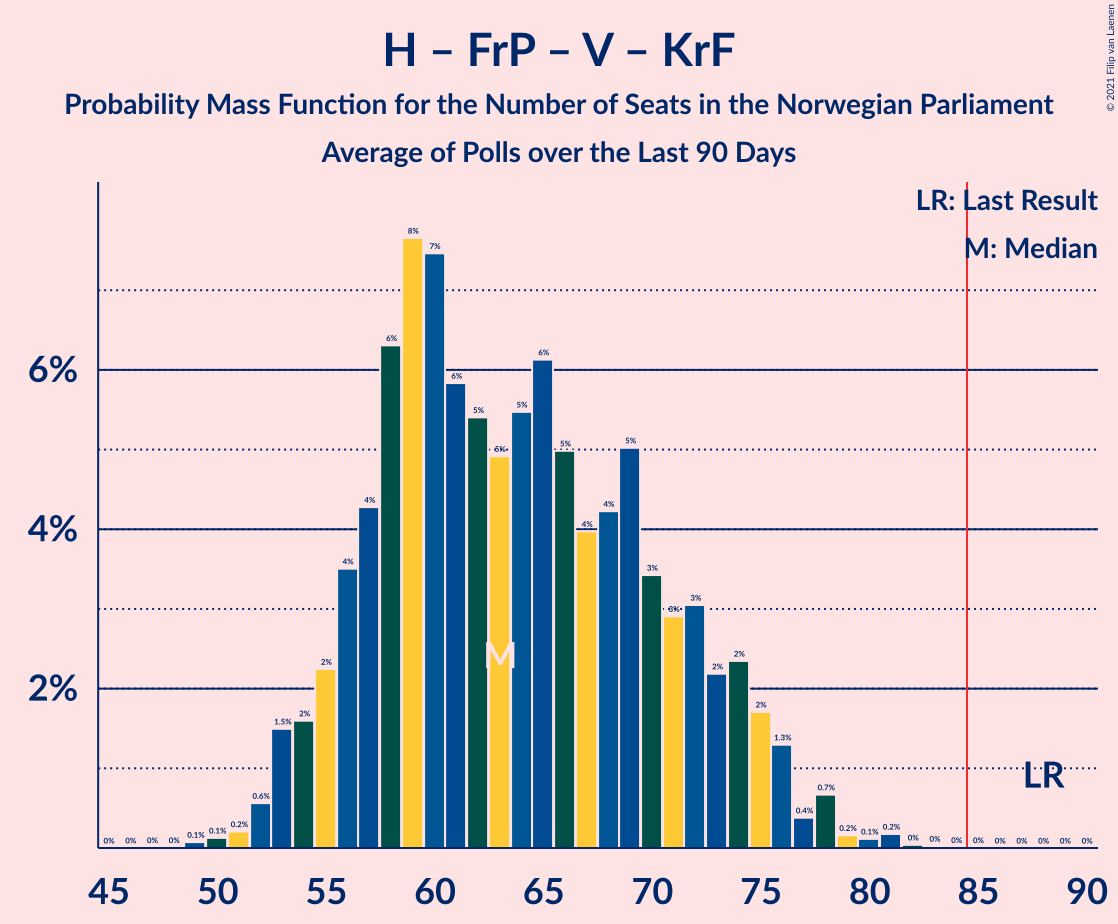 H – FrP – V – KrF
Probability Mass Function for the Number of Seats in the Norwegian Parliament
Average of Polls over the Last 90 Days
© 2021 Filip van Laenen
LR: Last Result
M: Median
6%
4%
2%
0% 0% 0% 0% 0.1% 0.1% 0.2% 0.6% 1.5% 2% 2% 4% 4% 6% 8% 7% 6% 5% 5% 5% 6% 5% 4% 4% 5% 3% 3% 3% 2% 2% 2% 1.3% 0.4% 0.7% 0.2% 0.1% 0.2% 0% 0% 0% 0% 0% 0% 0% 0% 0%
M
LR
45 50 55 60 65 70 75 80 85 90